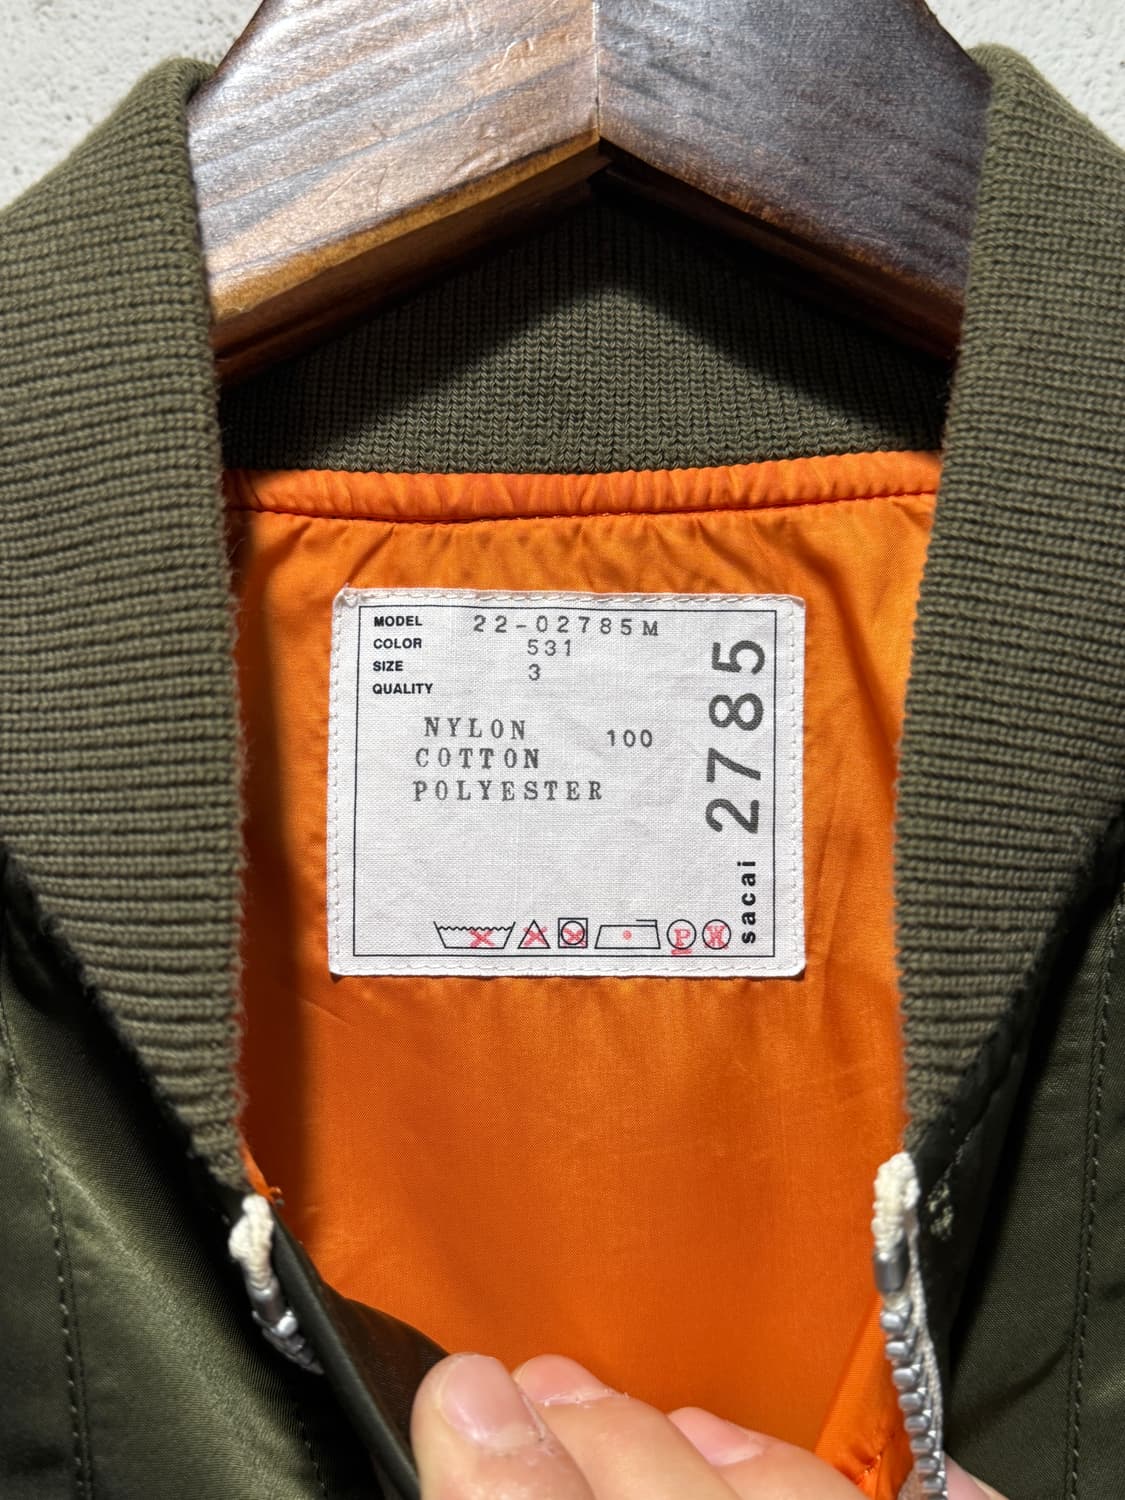 MODEL 22-02785M
COLOR 531
SIZE 3
QUALITY
NYLON 100
COTTON
POLYESTER
P
W
sacai 2785